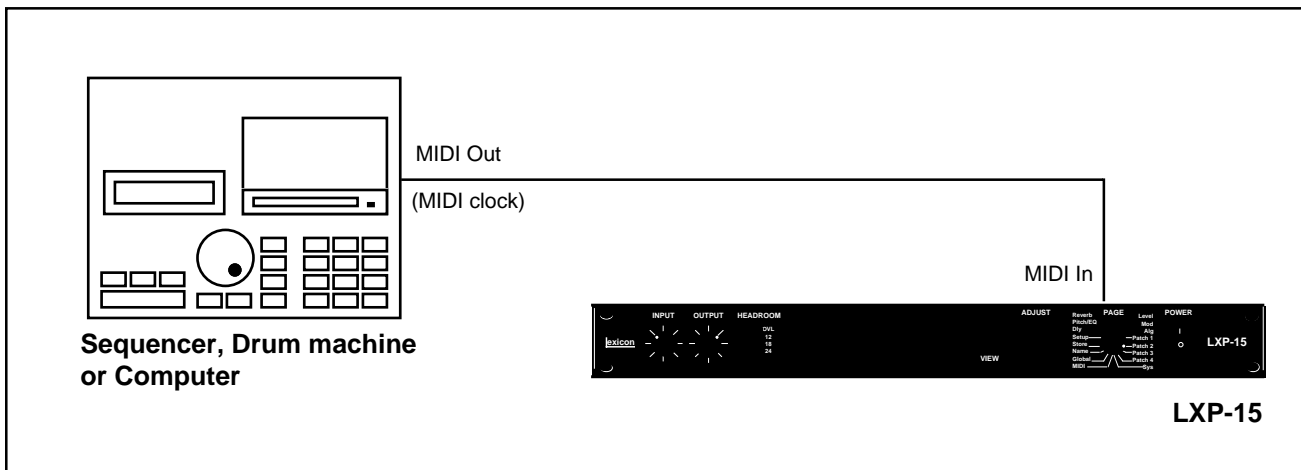 MIDI Out
(MIDI clock)
MIDI In
Sequencer, Drum machine
or Computer
INPUT OUTPUT HEADROOM
OVL
12
18
24
lexicon
ADJUST
VIEW
PAGE
Reverb
Pitch/EQ
Dly
Setup
Store
Name
Global
MIDI
Level
Mod
Alg
Patch 1
Patch 2
Patch 3
Patch 4
Sys
POWER
I
O
LXP-15
LXP-15